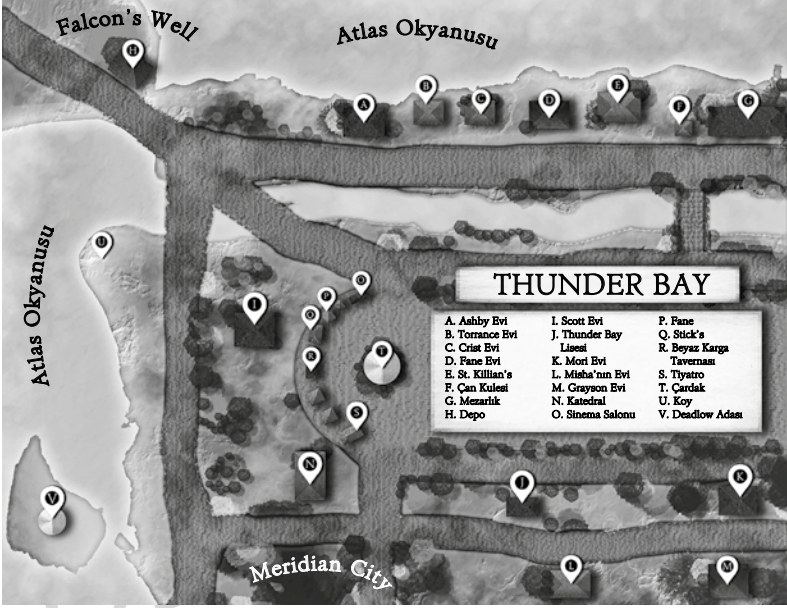 Falcon's Well
Atlas Okyanusu
H
A
B
C
D
E
F
G
Atlas Okyanusu
U
I
O
P
Q
R
T
S
N
V
THUNDER BAY
A. Ashby Evi
B. Torrance Evi
C. Crist Evi
D. Fane Evi
E. St. Killian's
F. Çan Kulesi
G. Mezarlık
H. Depo
I. Scott Evi
J. Thunder Bay
Lisesi
K. Mori Evi
L. Misha'nın Evi
M. Grayson Evi
N. Katedral
O. Sinema Salonu
P. Fane
Q. Stick's
R. Beyaz Karga
Tavernası
S. Tiyatro
T. Çardak
U. Koy
V. Deadlow Adası
J
K
L
M
Meridian City